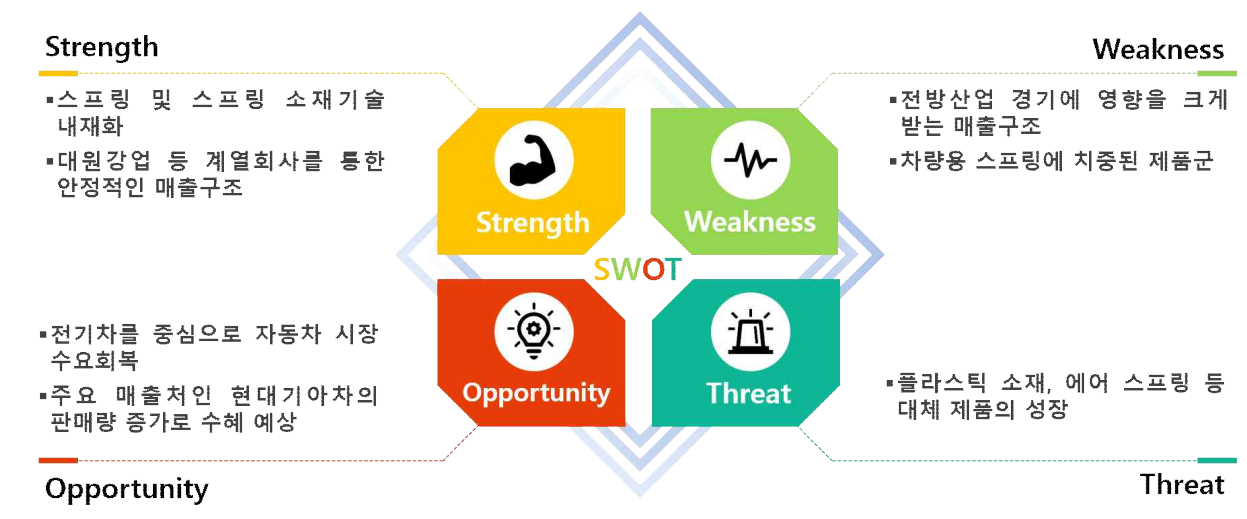 Strength
▪스프링 및 스프링 소재기술
내재화
▪대원강업 등 계열회사를 통한
안정적인 매출구조
Weakness
▪전방산업 경기에 영향을 크게
받는 매출구조
▪차량용 스프링에 치중된 제품군
Strength
Weakness
SWOT
Opportunity
Threat
▪전기차를 중심으로 자동차 시장
수요회복
▪주요 매출처인 현대기아차의
판매량 증가로 수혜 예상
Opportunity
▪플라스틱 소재, 에어 스프링 등
대체 제품의 성장
Threat